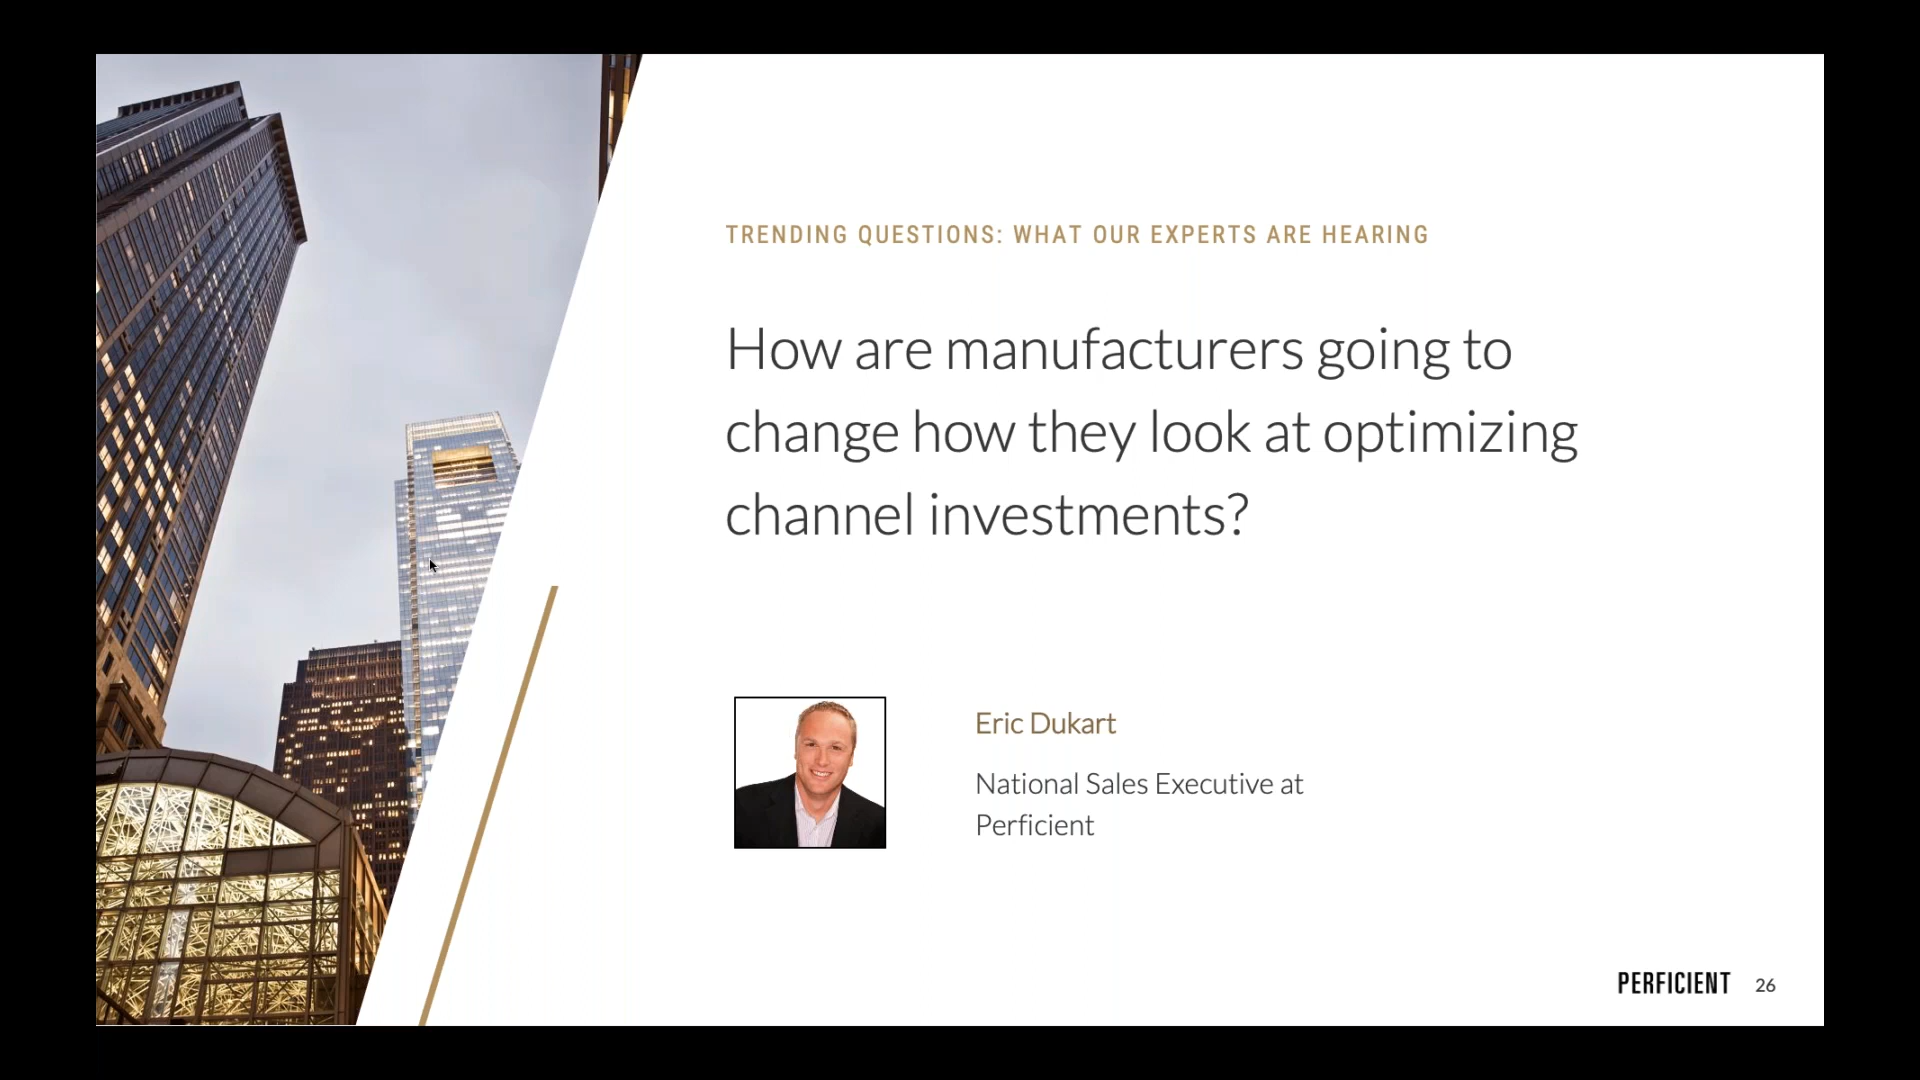 TRENDING QUESTIONS: WHAT OUR EXPERTS ARE HEARING
How are manufacturers going to
change how they look at optimizing
channel investments?
Eric Dukart
National Sales Executive at
Perficient
PERFICIENT 26